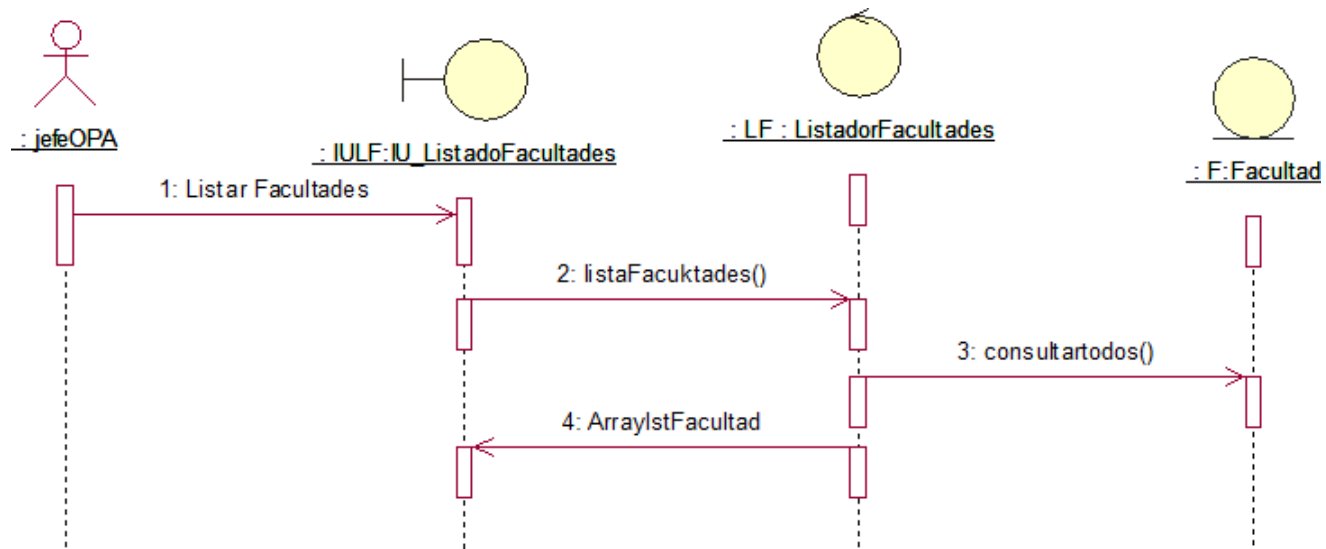 : jefeOPA
: IULF:IU_ListadoFacultades
: LF : ListadorFacultades
: F:Facultad
1: Listar Facultades
2: listaFacuktades()
3: consultartodos()
4: ArraylstFacultad